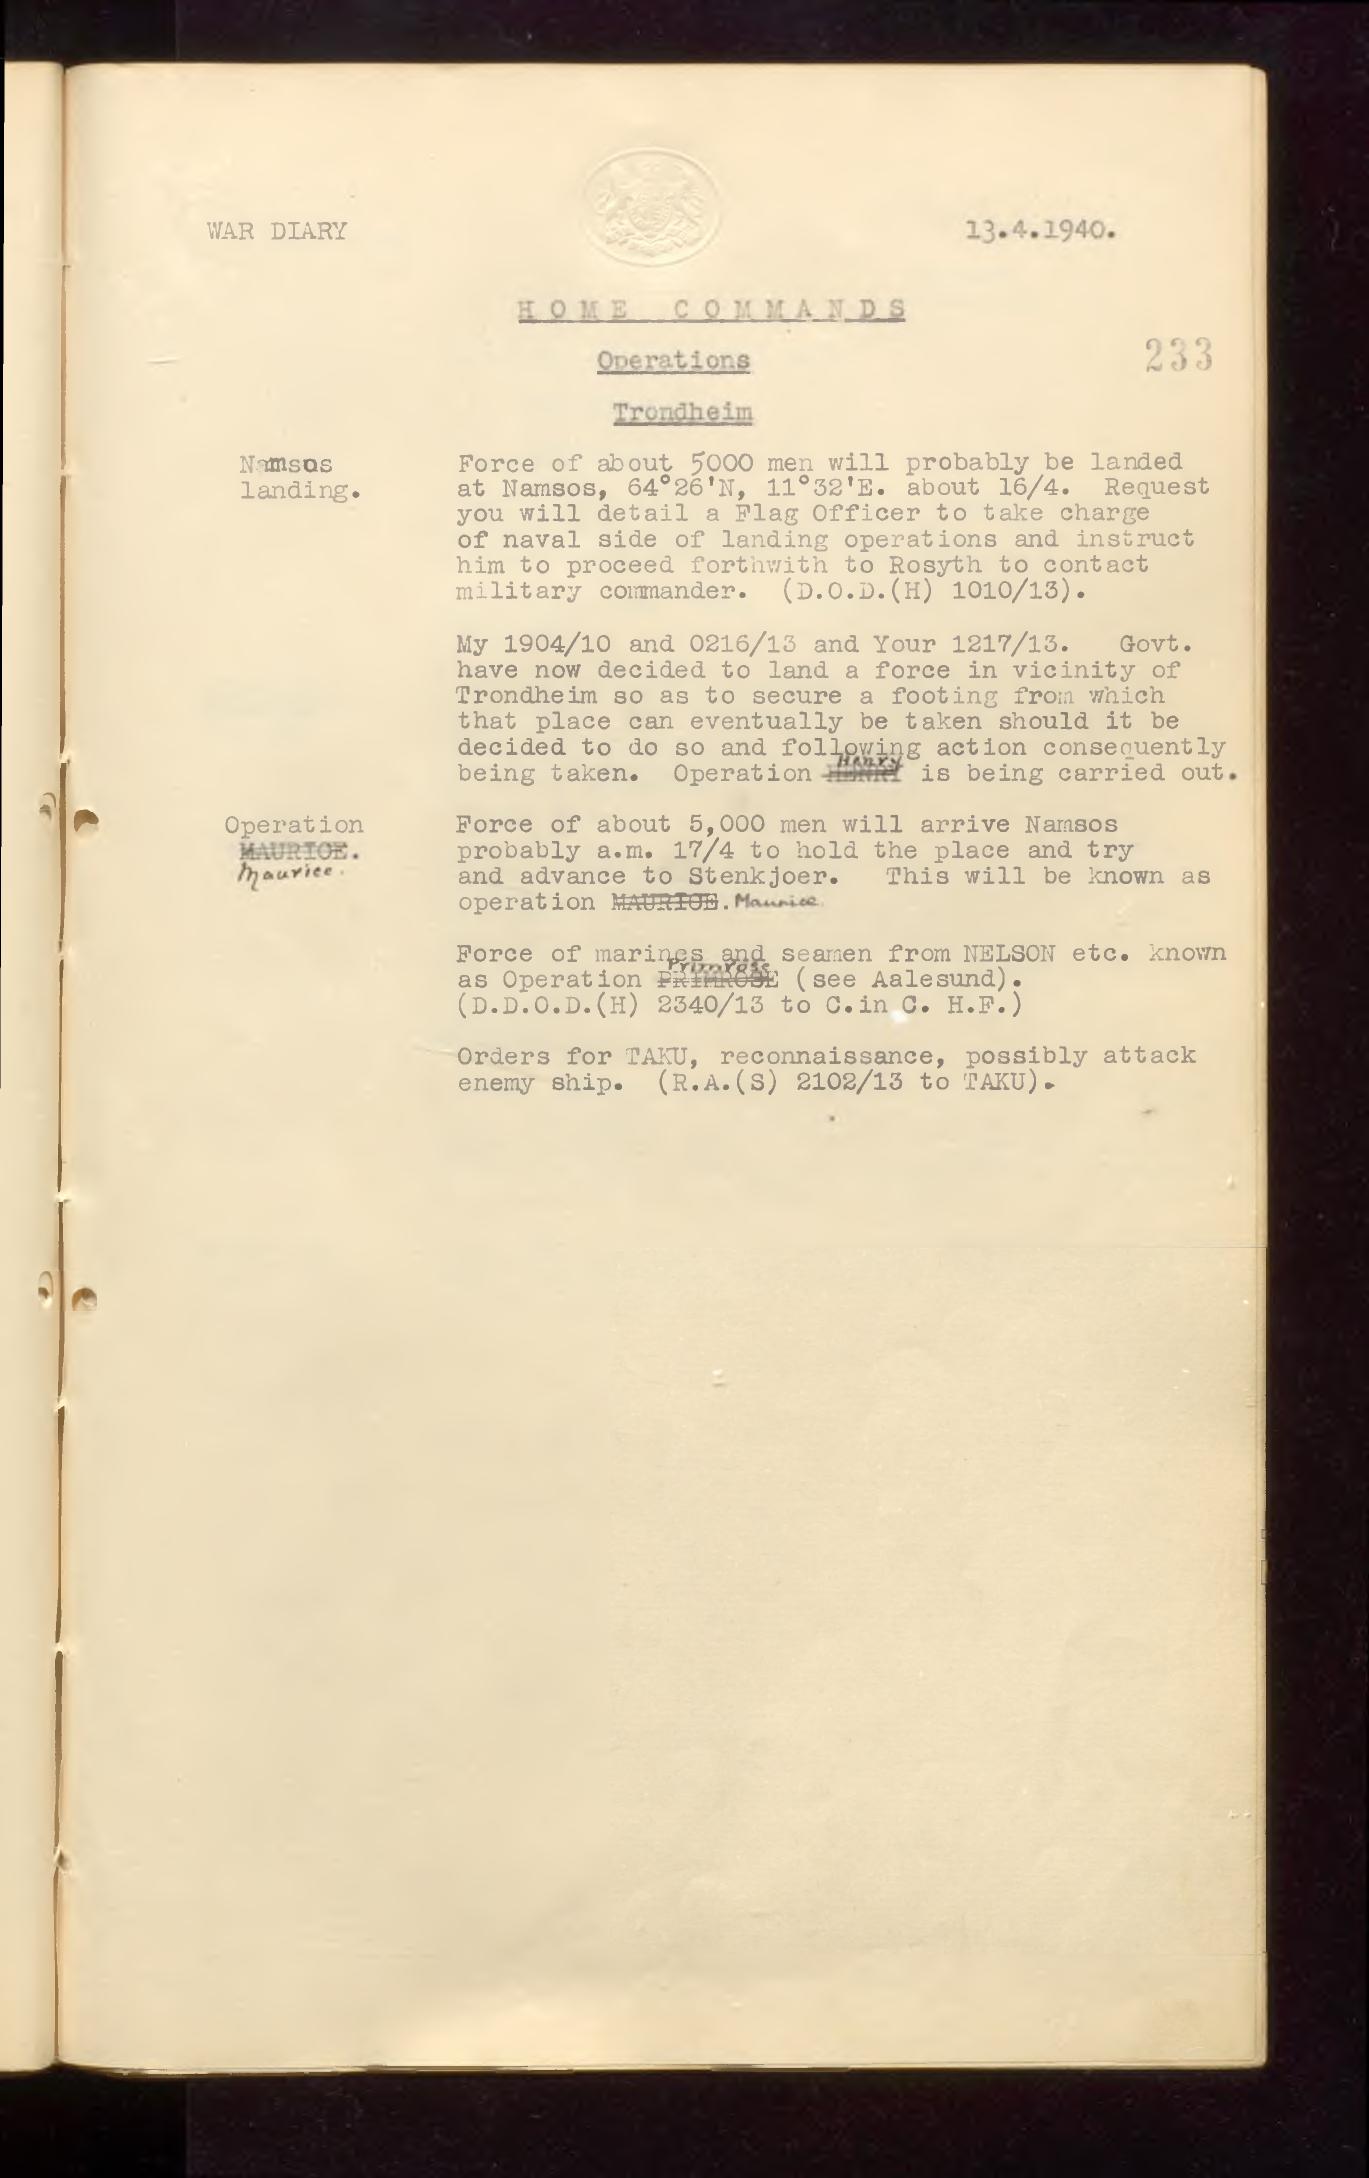 WAR DIARY
13.4.1940.
HOME COMMANDS
Operations
233
Trondheim
Namsos
landing.
Force of about 5000 men will probably be landed
at Namsos, 64°26'N, 11°32'E. about 16/4. Request
you will detail a Flag Officer to take charge
of naval side of landing operations and instruct
him to proceed forthwith to Rosyth to contact
military commander. (D.O.D.(H) 1010/13).
My 1904/10 and 0216/13 and Your 1217/13. Govt.
have now decided to land a force in vicinity of
Trondheim so as to secure a footing from which
that place can eventually be taken should it be
decided to do so and following action consequently
Henry
being taken. Operation HENRY is being carried out.
Operation
MAURICE.
Maurice.
Force of about 5,000 men will arrive Namsos
probably a.m. 17/4 to hold the place and try
and advance to Stenkjoer. This will be known as
operation MAURICE. Maurice.
Force of marines and seamen from NELSON etc. known
Primrose
as Operation PRIMROSE (see Aalesund).
(D.D.O.D.(H) 2340/13 to C.in C. H.F.)
Orders for TAKU, reconnaissance, possibly attack
enemy ship. (R.A.(S) 2102/13 to TAKU).